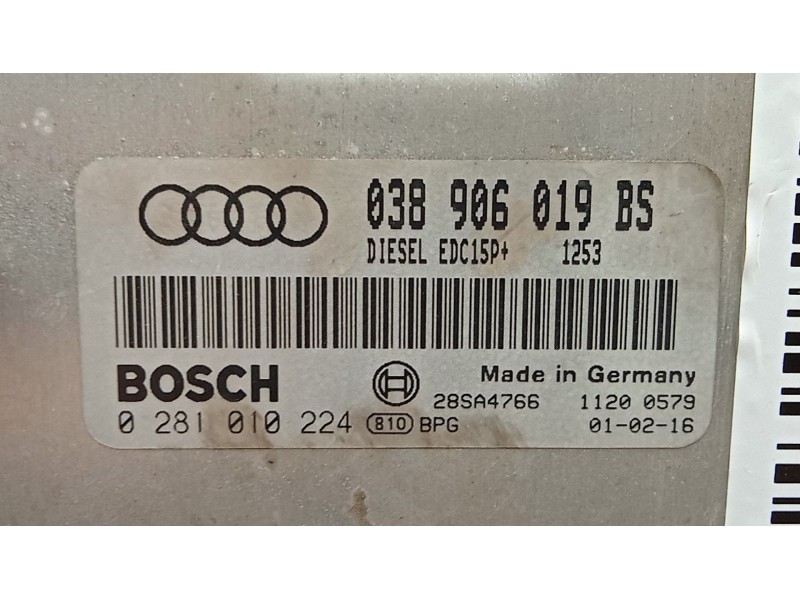 038 906 019 BS
DIESEL EDC15P+ 1253
BOSCH
Made in Germany
28SA4766 1120 0579
0 281 010 224 810 BPG 01-02-16